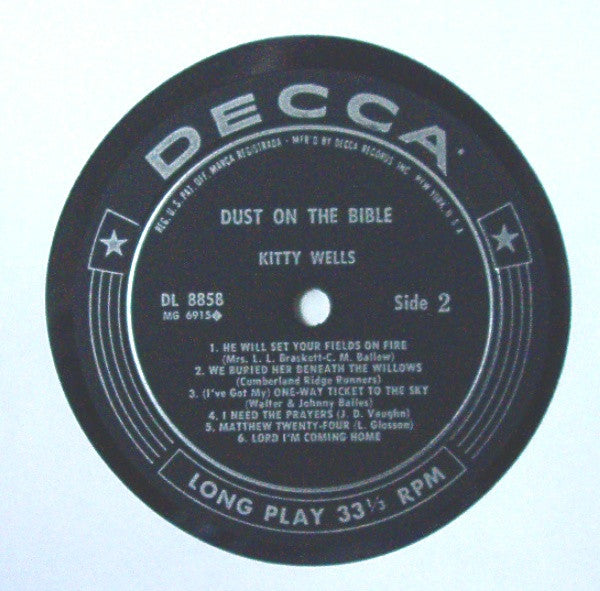 DECCA
REG. U.S. PAT. OFF. MARCA REGISTRADA • MFR'D BY DECCA RECORDS INC. NEW YORK, U.S.A.
DUST ON THE BIBLE
KITTY WELLS
DL 8858
Side 2
MG 6915◆
1. HE WILL SET YOUR FIELDS ON FIRE
(Mrs. L. L. Brackett-C. M. Ballew)
2. WE BURIED HER BENEATH THE WILLOWS
(Cumberland Ridge Runners)
3. (I've Got My) ONE-WAY TICKET TO THE SKY
(Walter & Johnny Bailes)
4. I NEED THE PRAYERS (J. D. Vaughn)
5. MATTHEW TWENTY-FOUR (L. Glosson)
6. LORD I'M COMING HOME
LONG PLAY 33⅓ RPM